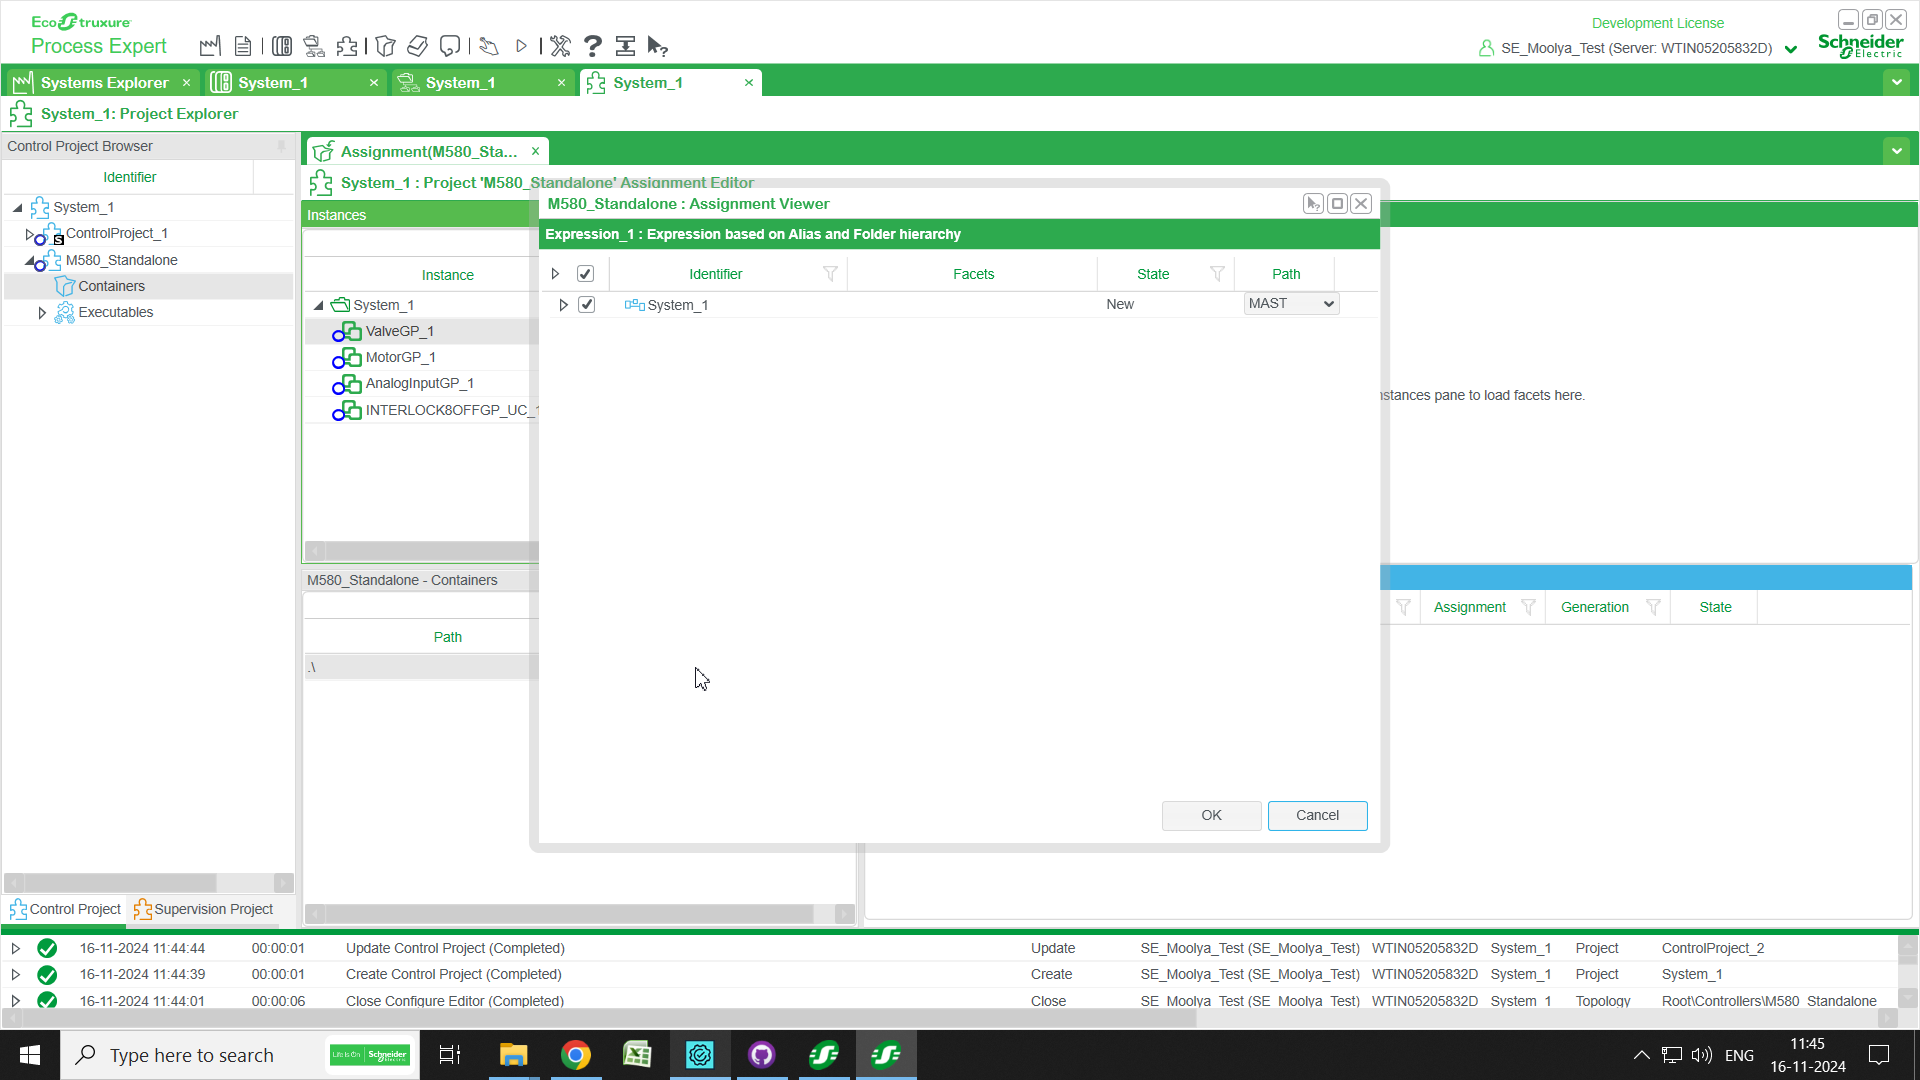 EcoStruxure
Process Expert
Development License
SE_Moolya_Test (Server: WTIN05205832D)
Schneider
Electric
Systems Explorer
System_1
System_1
System_1
System_1: Project Explorer
Control Project Browser
Identifier
System_1
ControlProject_1
M580_Standalone
Containers
Executables
Control Project
Supervision Project
Assignment(M580_Sta...
System_1 : Project 'M580_Standalone' Assignment Editor
Instances
Instance
System_1
ValveGP_1
MotorGP_1
AnalogInputGP_1
INTERLOCK8OFFGP_UC_1
M580_Standalone - Containers
Path
.\
M580_Standalone : Assignment Viewer
Expression_1 : Expression based on Alias and Folder hierarchy
Identifier Facets State Path
System_1 New MAST
OK Cancel
stances pane to load facets here.
Assignment Generation State
16-11-2024 11:44:44 00:00:01 Update Control Project (Completed) Update SE_Moolya_Test (SE_Moolya_Test) WTIN05205832D System_1 Project ControlProject_2
16-11-2024 11:44:39 00:00:01 Create Control Project (Completed) Create SE_Moolya_Test (SE_Moolya_Test) WTIN05205832D System_1 Project System_1
16-11-2024 11:44:01 00:00:06 Close Configure Editor (Completed) Close SE_Moolya_Test (SE_Moolya_Test) WTIN05205832D System_1 Topology Root\Controllers\M580_Standalone
Type here to search
Life Is On Schneider
ENG
11:45
16-11-2024